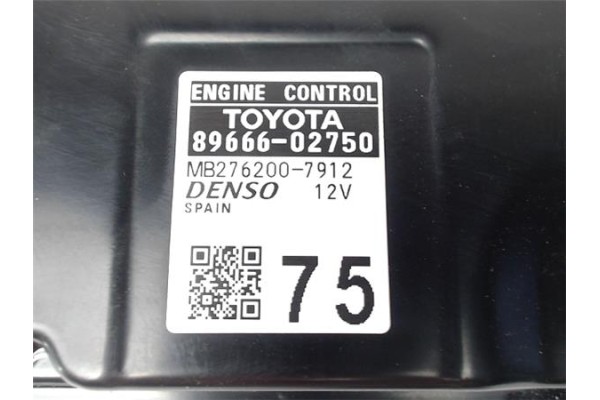 ENGINE CONTROL
TOYOTA
89666-02750
MB276200-7912
DENSO 12V
SPAIN
75